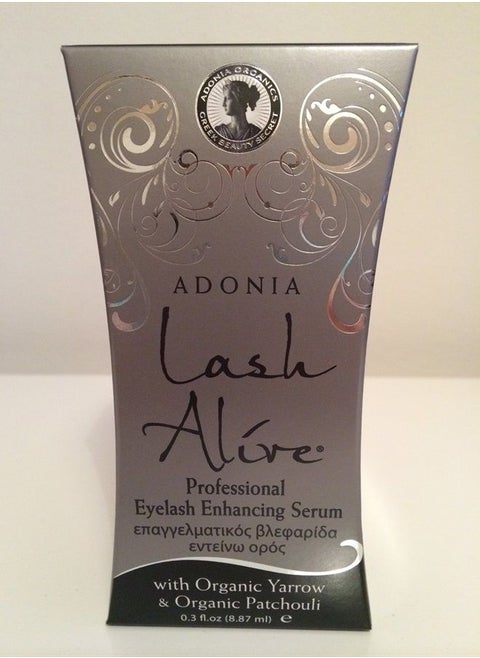 ADONIA ORGANICS
GREEK BEAUTY SECRET
ADONIA
Lash
Alive®
Professional
Eyelash Enhancing Serum
επαγγελματικός βλεφαρίδα
εντείνω ορός
with Organic Yarrow
& Organic Patchouli
0.3 fl.oz (8.87 ml) e